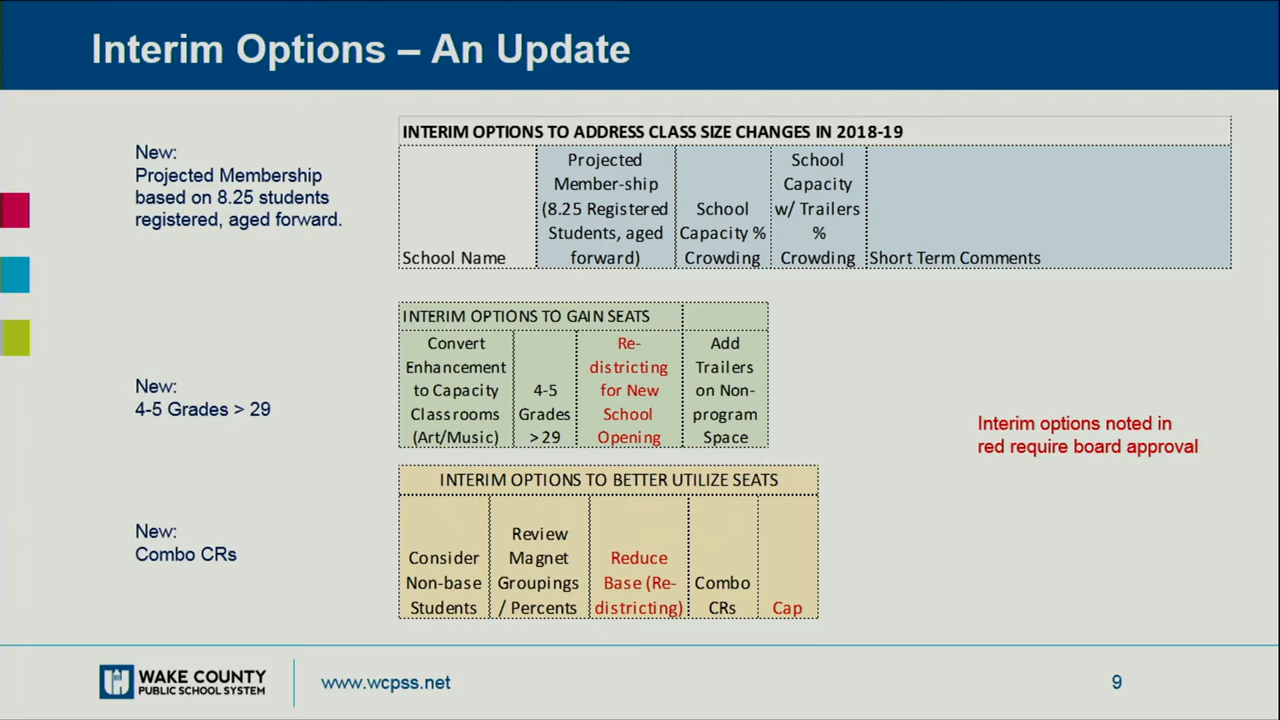 Interim Options – An Update
New:
Projected Membership
based on 8.25 students
registered, aged forward.
INTERIM OPTIONS TO ADDRESS CLASS SIZE CHANGES IN 2018-19
School Name
Projected
Member-ship
(8.25 Registered
Students, aged
forward)
School
Capacity %
Crowding
School
Capacity
w/ Trailers
%
Crowding
Short Term Comments
New:
4-5 Grades > 29
INTERIM OPTIONS TO GAIN SEATS
Convert
Enhancement
to Capacity
Classrooms
(Art/Music)
4-5
Grades
> 29
Re-
districting
for New
School
Opening
Add
Trailers
on Non-
program
Space
Interim options noted in
red require board approval
New:
Combo CRs
INTERIM OPTIONS TO BETTER UTILIZE SEATS
Consider
Non-base
Students
Review
Magnet
Groupings
/ Percents
Reduce
Base (Re-
districting)
Combo
CRs
Cap
WAKE COUNTY
PUBLIC SCHOOL SYSTEM
www.wcpss.net
9